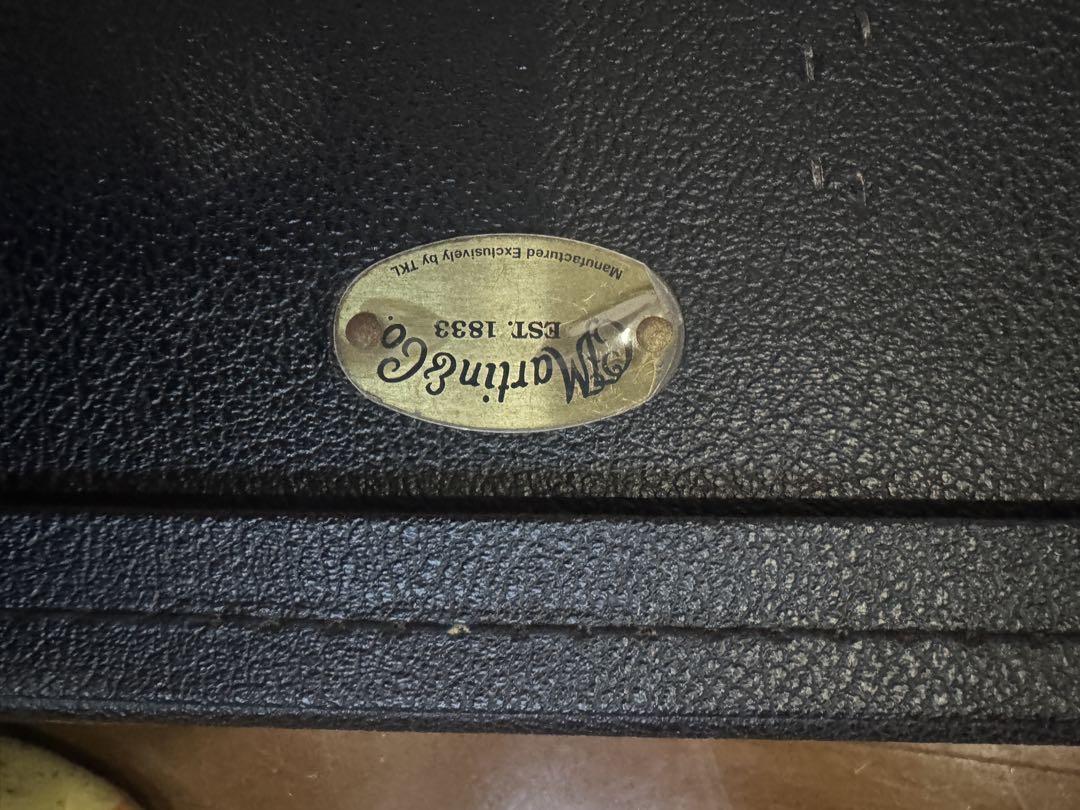 CFMartin & Co.
EST. 1833
Manufactured Exclusively by TKL